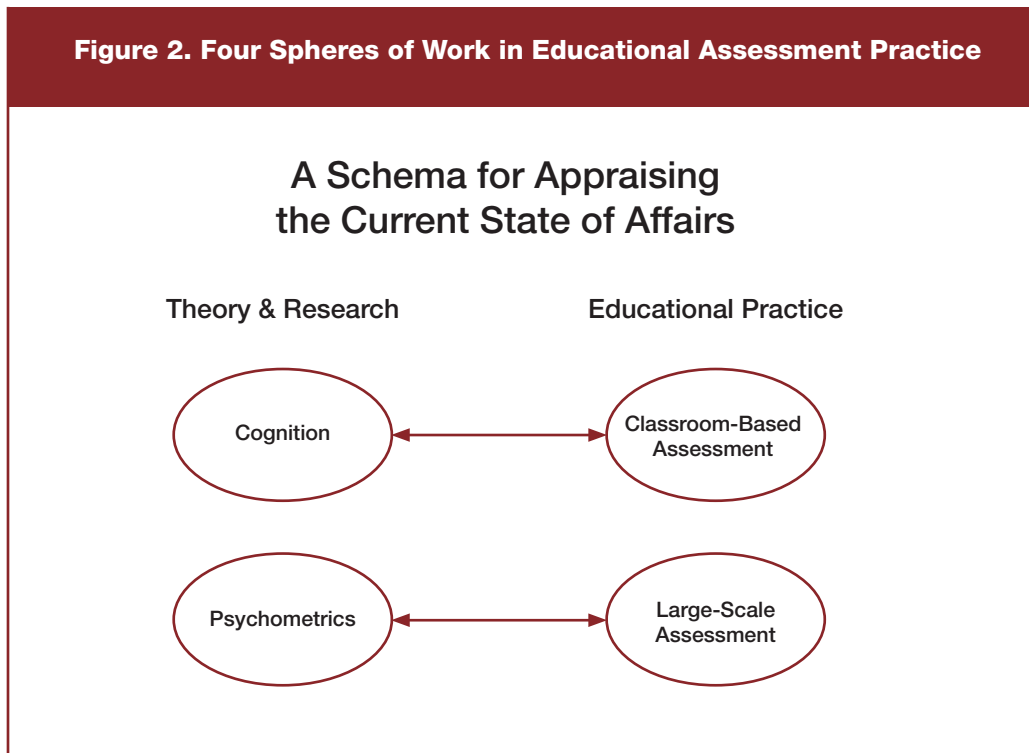 Figure 2. Four Spheres of Work in Educational Assessment Practice
A Schema for Appraising
the Current State of Affairs
Theory & Research
Educational Practice
Cognition
Classroom-Based
Assessment
Psychometrics
Large-Scale
Assessment